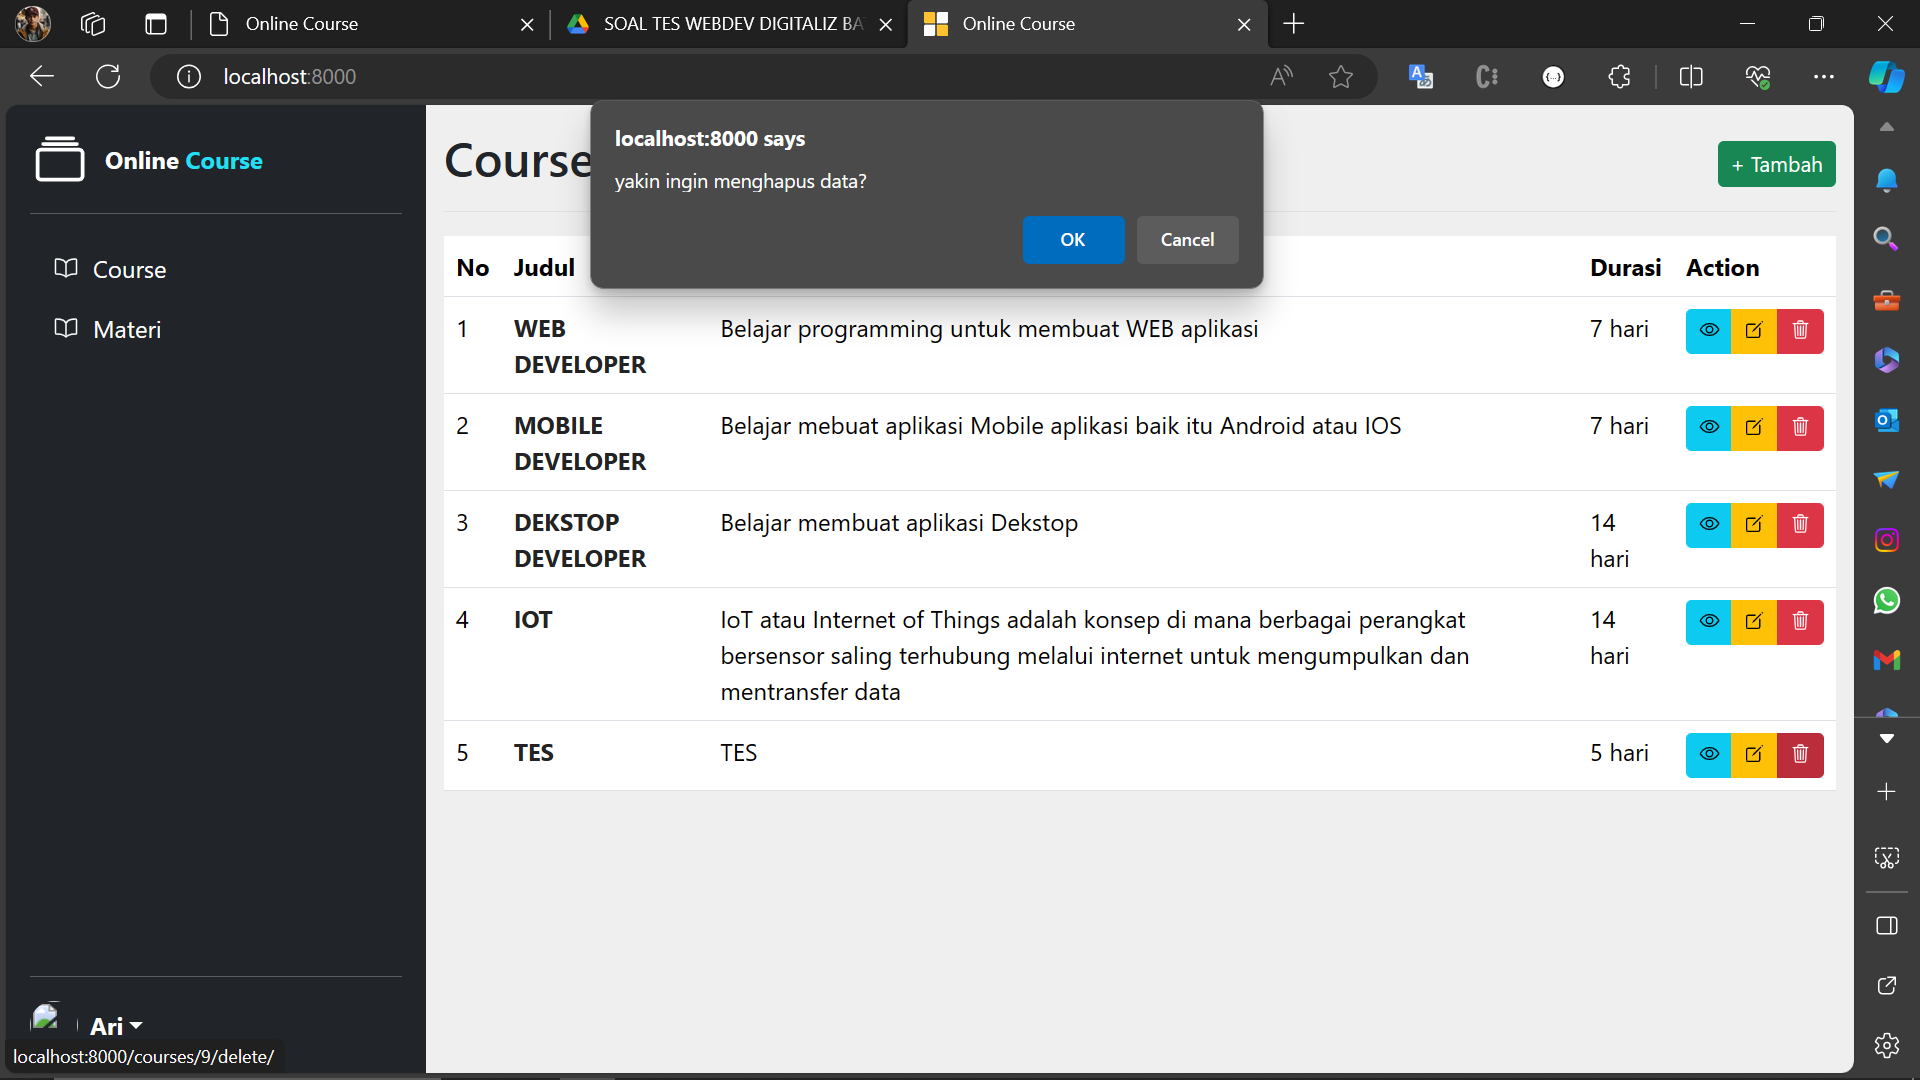 Online Course
SOAL TES WEBDEV DIGITALIZ BA
Online Course
localhost:8000
Online Course
Course
Materi
Ari
localhost:8000/courses/9/delete/
localhost:8000 says
yakin ingin menghapus data?
OK
Cancel
Course
+ Tambah
No Judul Durasi Action
1 WEB Belajar programming untuk membuat WEB aplikasi 7 hari
DEVELOPER
2 MOBILE Belajar mebuat aplikasi Mobile aplikasi baik itu Android atau IOS 7 hari
DEVELOPER
3 DEKSTOP Belajar membuat aplikasi Dekstop 14
DEVELOPER hari
4 IOT IoT atau Internet of Things adalah konsep di mana berbagai perangkat 14
bersensor saling terhubung melalui internet untuk mengumpulkan dan hari
mentransfer data
5 TES TES 5 hari